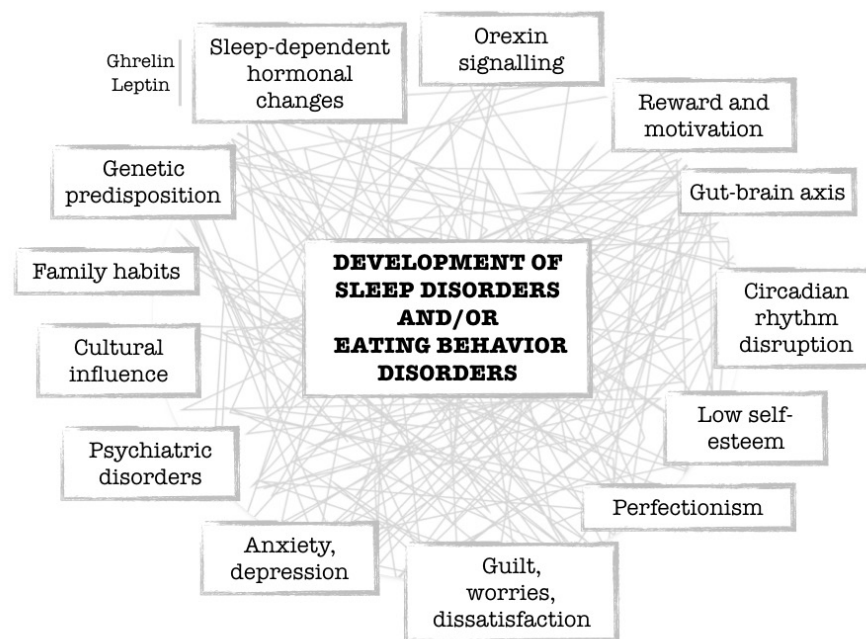 Ghrelin
Leptin
Sleep-dependent
hormonal
changes
Orexin
signalling
Reward and
motivation
Genetic
predisposition
Gut-brain axis
Family habits
DEVELOPMENT OF
SLEEP DISORDERS
AND/OR
EATING BEHAVIOR
DISORDERS
Circadian
rhythm
disruption
Cultural
influence
Low self-
esteem
Psychiatric
disorders
Perfectionism
Anxiety,
depression
Guilt,
worries,
dissatisfaction